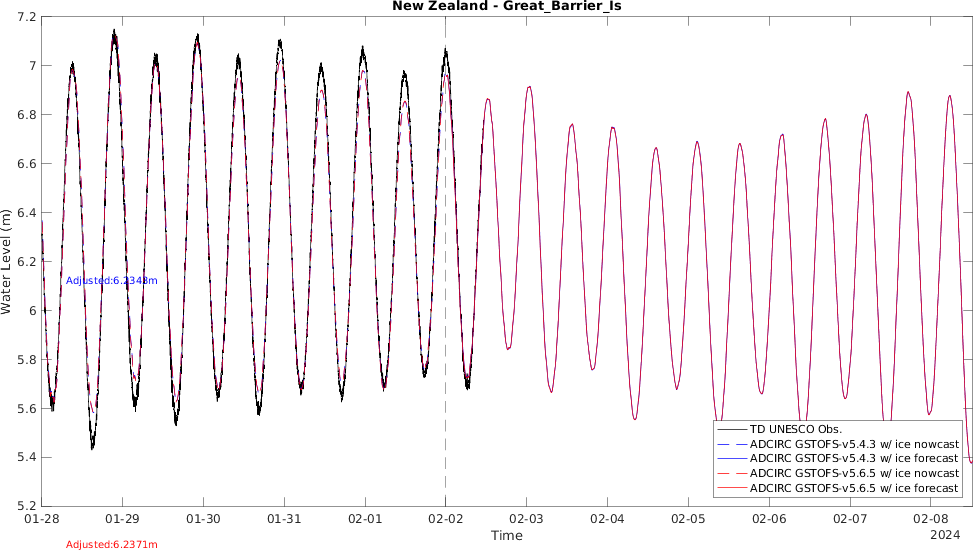 New Zealand - Great_Barrier_Is
7.2
7
6.8
6.6
6.4
6.2
6
5.8
5.6
5.4
5.2
Water Level (m)
Adjusted:6.2343m
TD UNESCO Obs.
ADCIRC GSTOFS-v5.4.3 w/ ice nowcast
ADCIRC GSTOFS-v5.4.3 w/ ice forecast
ADCIRC GSTOFS-v5.6.5 w/ ice nowcast
ADCIRC GSTOFS-v5.6.5 w/ ice forecast
01-28 01-29 01-30 01-31 02-01 02-02 02-03 02-04 02-05 02-06 02-07 02-08
Time
2024
Adjusted:6.2371m